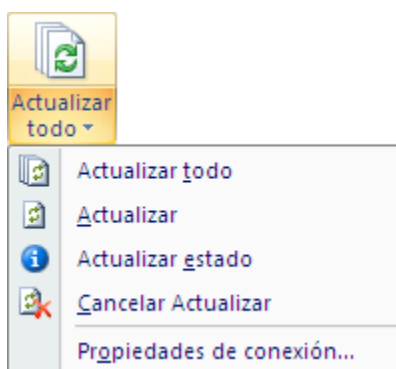 Actualizar
todo
Actualizar todo
Actualizar
Actualizar estado
Cancelar Actualizar
Propiedades de conexión...